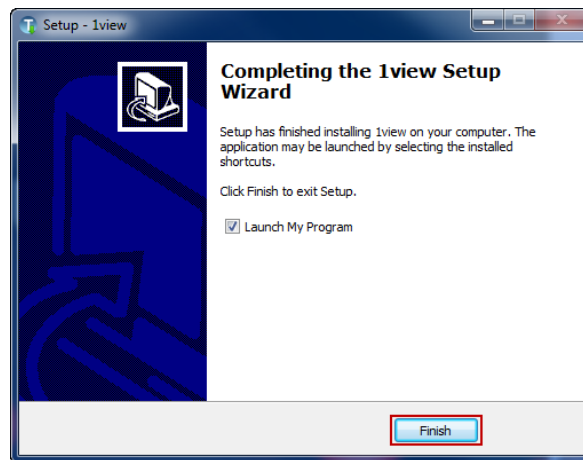 Setup - 1view
Completing the 1view Setup
Wizard
Setup has finished installing 1view on your computer. The
application may be launched by selecting the installed
shortcuts.
Click Finish to exit Setup.
Launch My Program
Finish